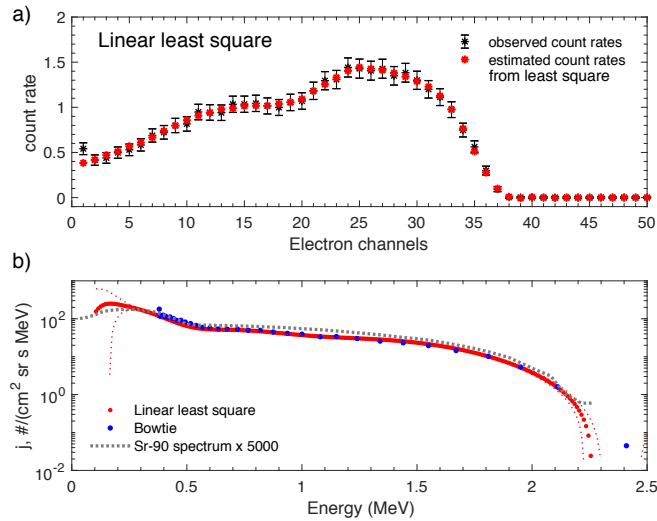 a)
Linear least square
observed count rates
estimated count rates
from least square
count rate
2
1.5
1
0.5
0
0 5 10 15 20 25 30 35 40 45 50
Electron channels
b)
j, #/(cm² sr s MeV)
10²
10⁰
10⁻²
Linear least square
Bowtie
Sr-90 spectrum x 5000
0 0.5 1 1.5 2 2.5
Energy (MeV)